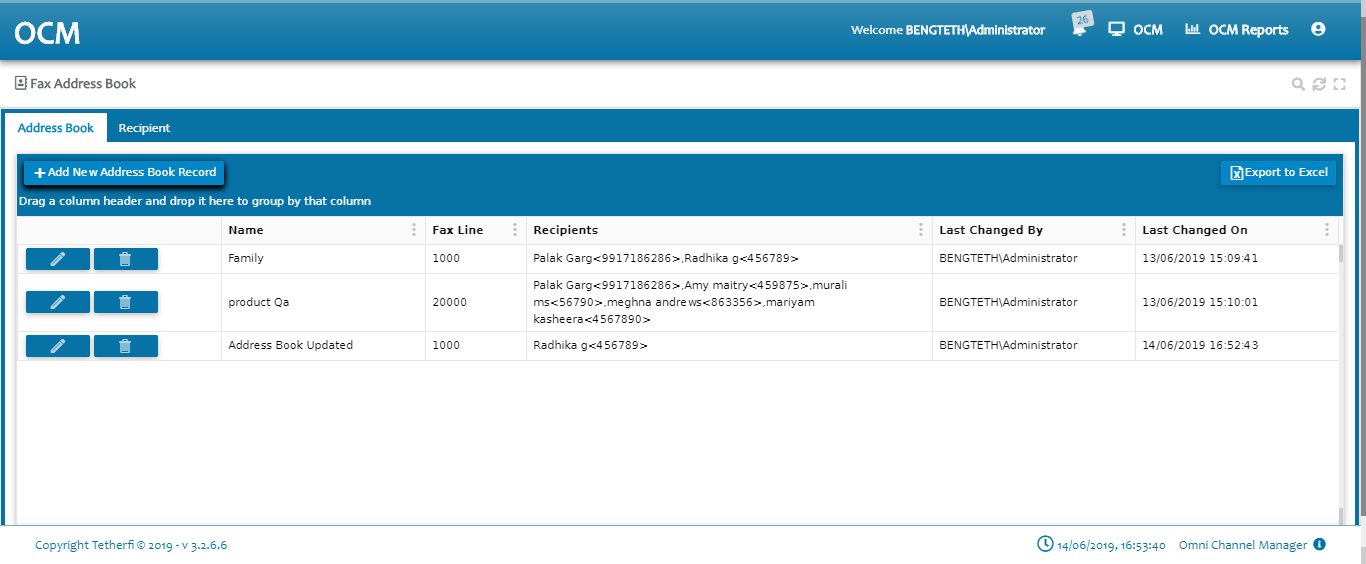 OCM
Welcome BENGTETH\Administrator
26
OCM
OCM Reports
Fax Address Book
Address Book
Recipient
Add New Address Book Record
Export to Excel
Drag a column header and drop it here to group by that column
Name
Fax Line
Recipients
Last Changed By
Last Changed On
Family
1000
Palak Garg<9917186286>,Radhika g<456789>
BENGTETH\Administrator
13/06/2019 15:09:41
product Qa
20000
Palak Garg<9917186286>,Amy maitry<459875>,murali
ms<56790>,meghna andrews<863356>,mariyam
kasheera<4567890>
BENGTETH\Administrator
13/06/2019 15:10:01
Address Book Updated
1000
Radhika g<456789>
BENGTETH\Administrator
14/06/2019 16:52:43
Copyright Tetherfi © 2019 - v 3.2.6.6
14/06/2019, 16:53:40
Omni Channel Manager